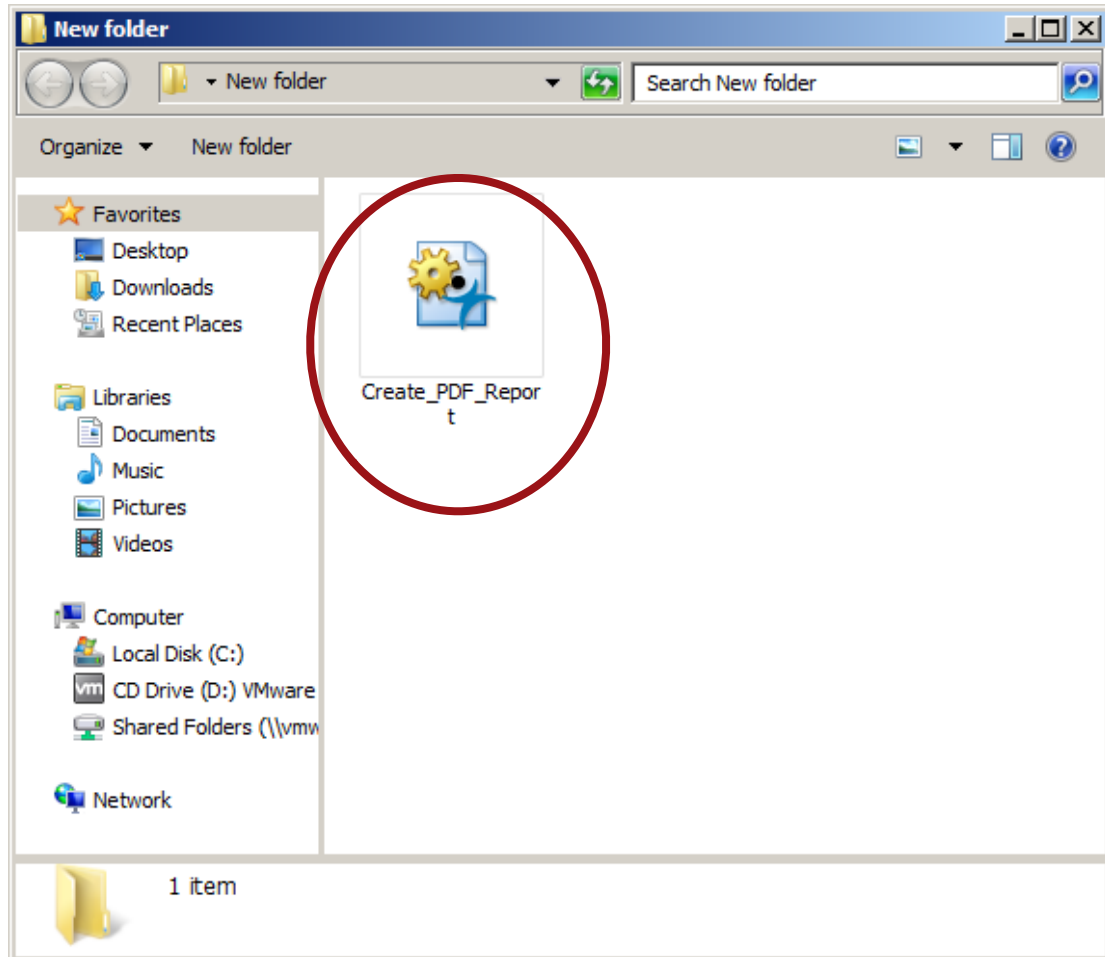 New folder
New folder
Search New folder
Organize
New folder
Favorites
Desktop
Downloads
Recent Places
Libraries
Documents
Music
Pictures
Videos
Computer
Local Disk (C:)
vm CD Drive (D:) VMware
Shared Folders (\\vmw
Network
Create_PDF_Repor
t
1 item